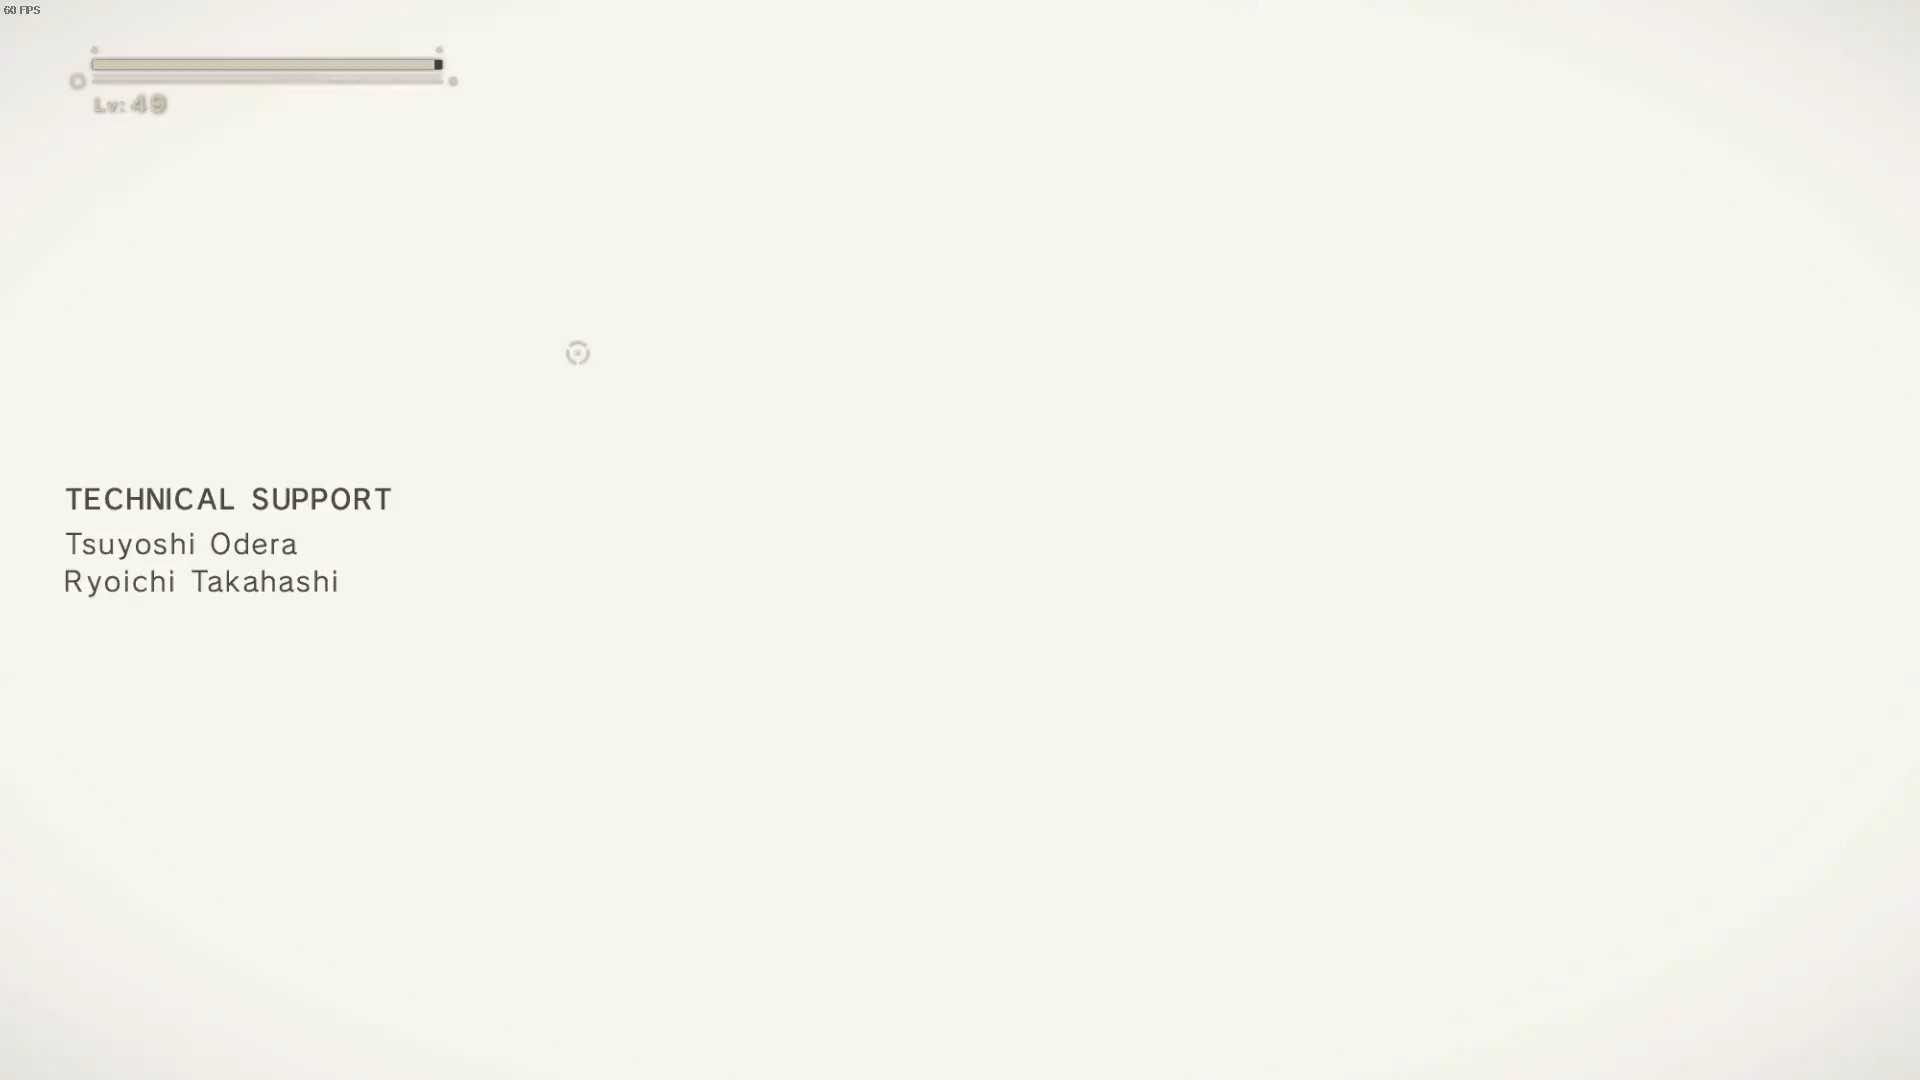 60 FPS
Lv: 49
TECHNICAL SUPPORT
Tsuyoshi Odera
Ryoichi Takahashi